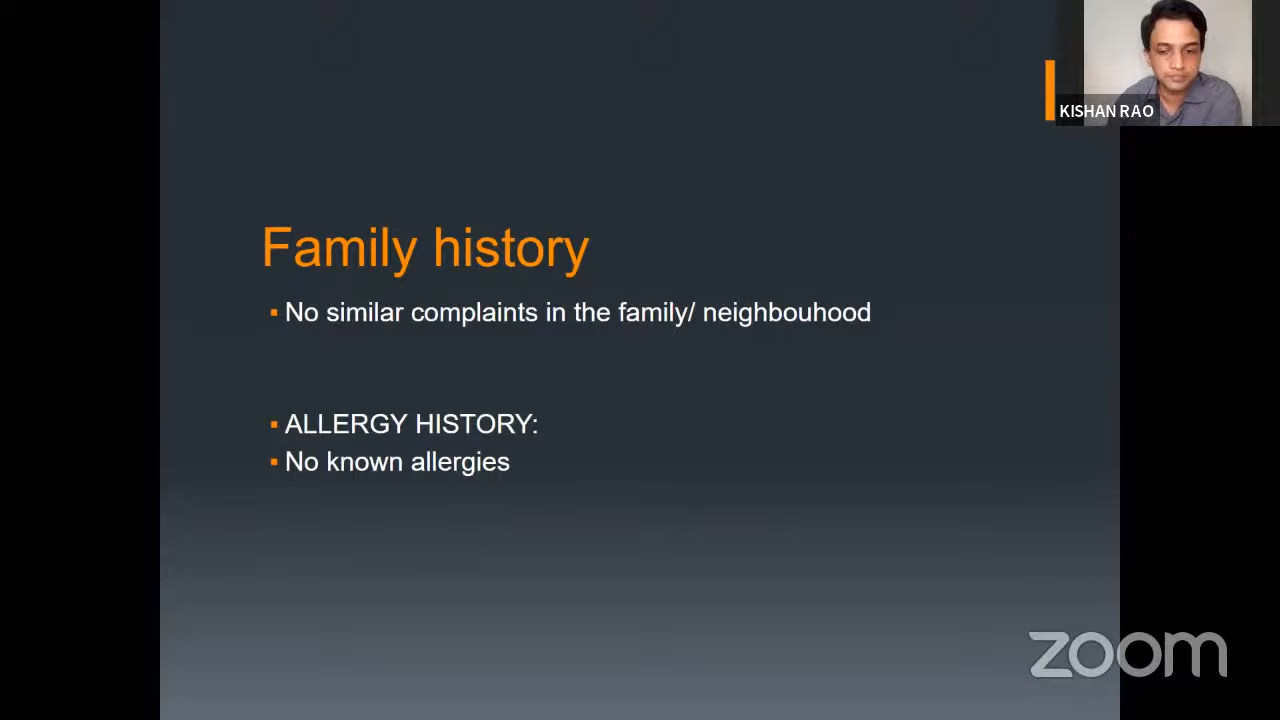 KISHAN RAO
Family history
No similar complaints in the family/ neighbouhood
ALLERGY HISTORY:
No known allergies
zoom